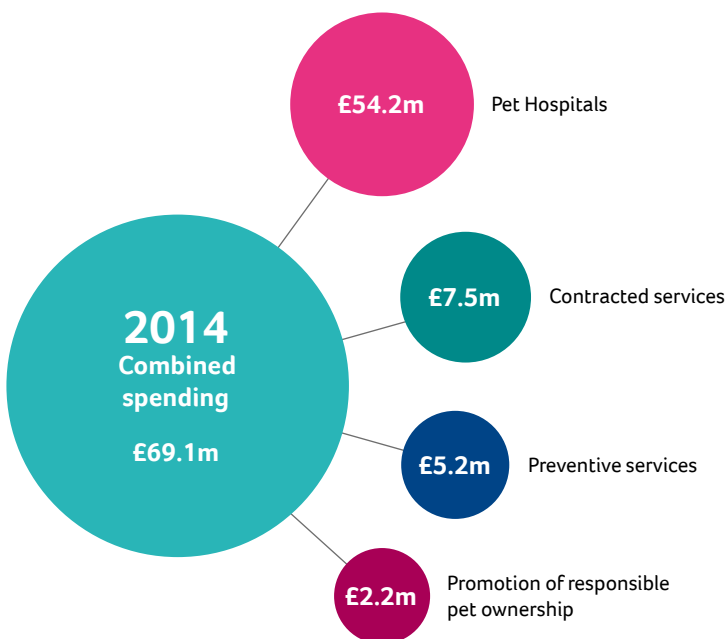 £54.2m
Pet Hospitals
£7.5m
Contracted services
2014
Combined
spending
£69.1m
£5.2m
Preventive services
£2.2m
Promotion of responsible
pet ownership